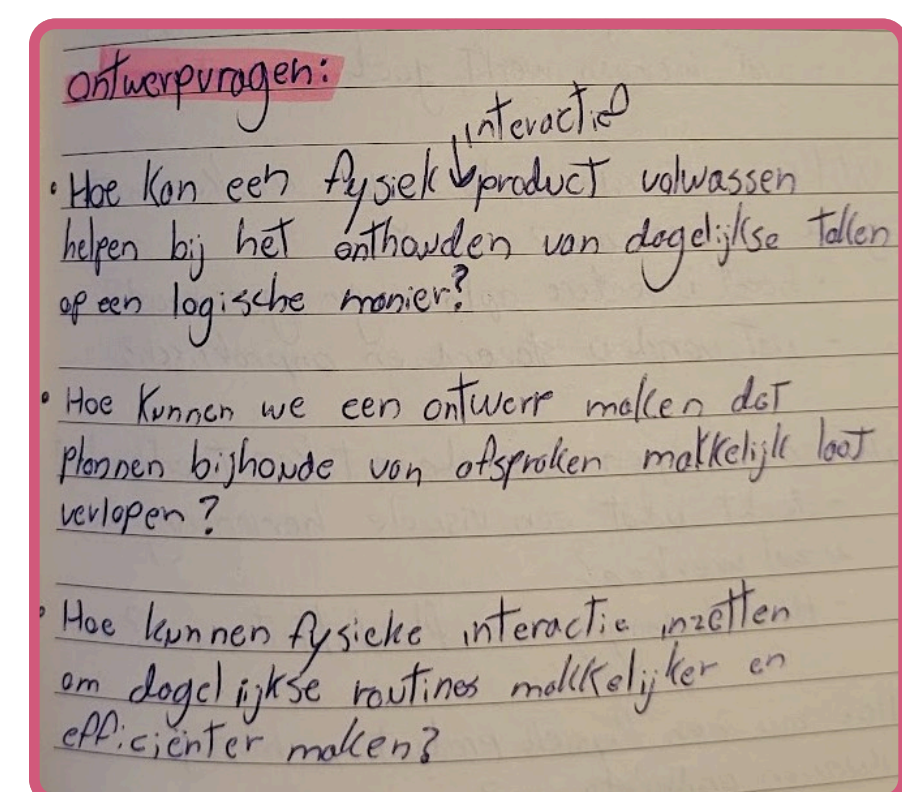 ontwerpvragen:
interactie
• Hoe kan een fysiek product volwassen
helpen bij het onthouden van dagelijkse taken
op een logische manier?
• Hoe kunnen we een ontwerp maken dat
plannen bijhoude van afspraken makkelijk laat
verlopen?
• Hoe kunnen fysieke interactie inzetten
om dagelijkse routines makkelijker en
efficiënter maken?